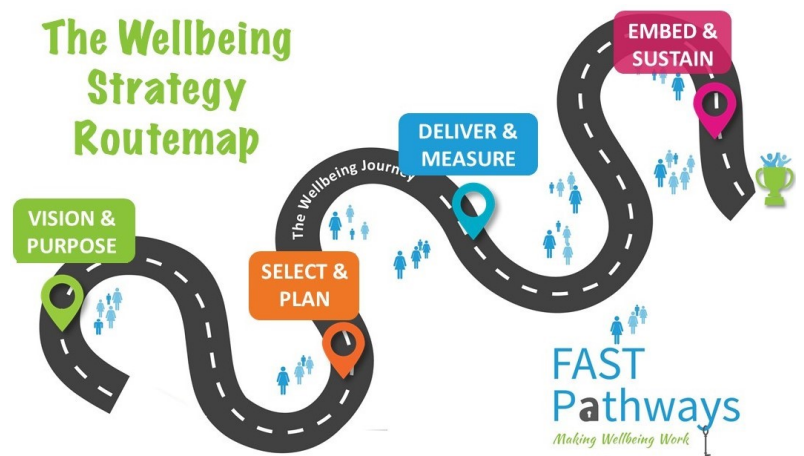 The Wellbeing
Strategy
Routemap
VISION &
PURPOSE
SELECT &
PLAN
The Wellbeing Journey
DELIVER &
MEASURE
EMBED &
SUSTAIN
FAST
Pathways
Making Wellbeing Work